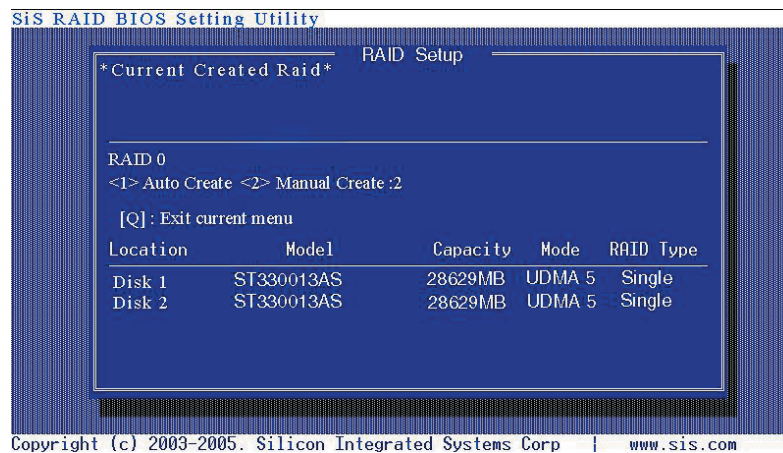 SiS RAID BIOS Setting Utility
RAID Setup
*Current Created Raid*
RAID 0
<1> Auto Create <2> Manual Create :2
[Q] : Exit current menu
Location Model Capacity Mode RAID Type
Disk 1 ST330013AS 28629MB UDMA 5 Single
Disk 2 ST330013AS 28629MB UDMA 5 Single
Copyright (c) 2003-2005. Silicon Integrated Systems Corp | www.sis.com